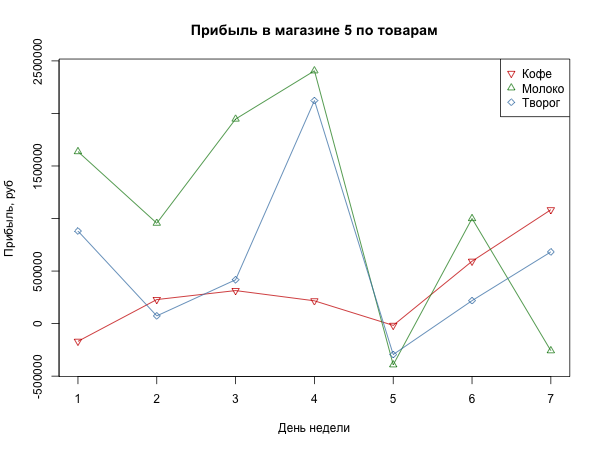 Прибыль в магазине 5 по товарам
Кофе
Молоко
Творог
Прибыль, руб
2500000
1500000
500000
0
-500000
1 2 3 4 5 6 7
День недели